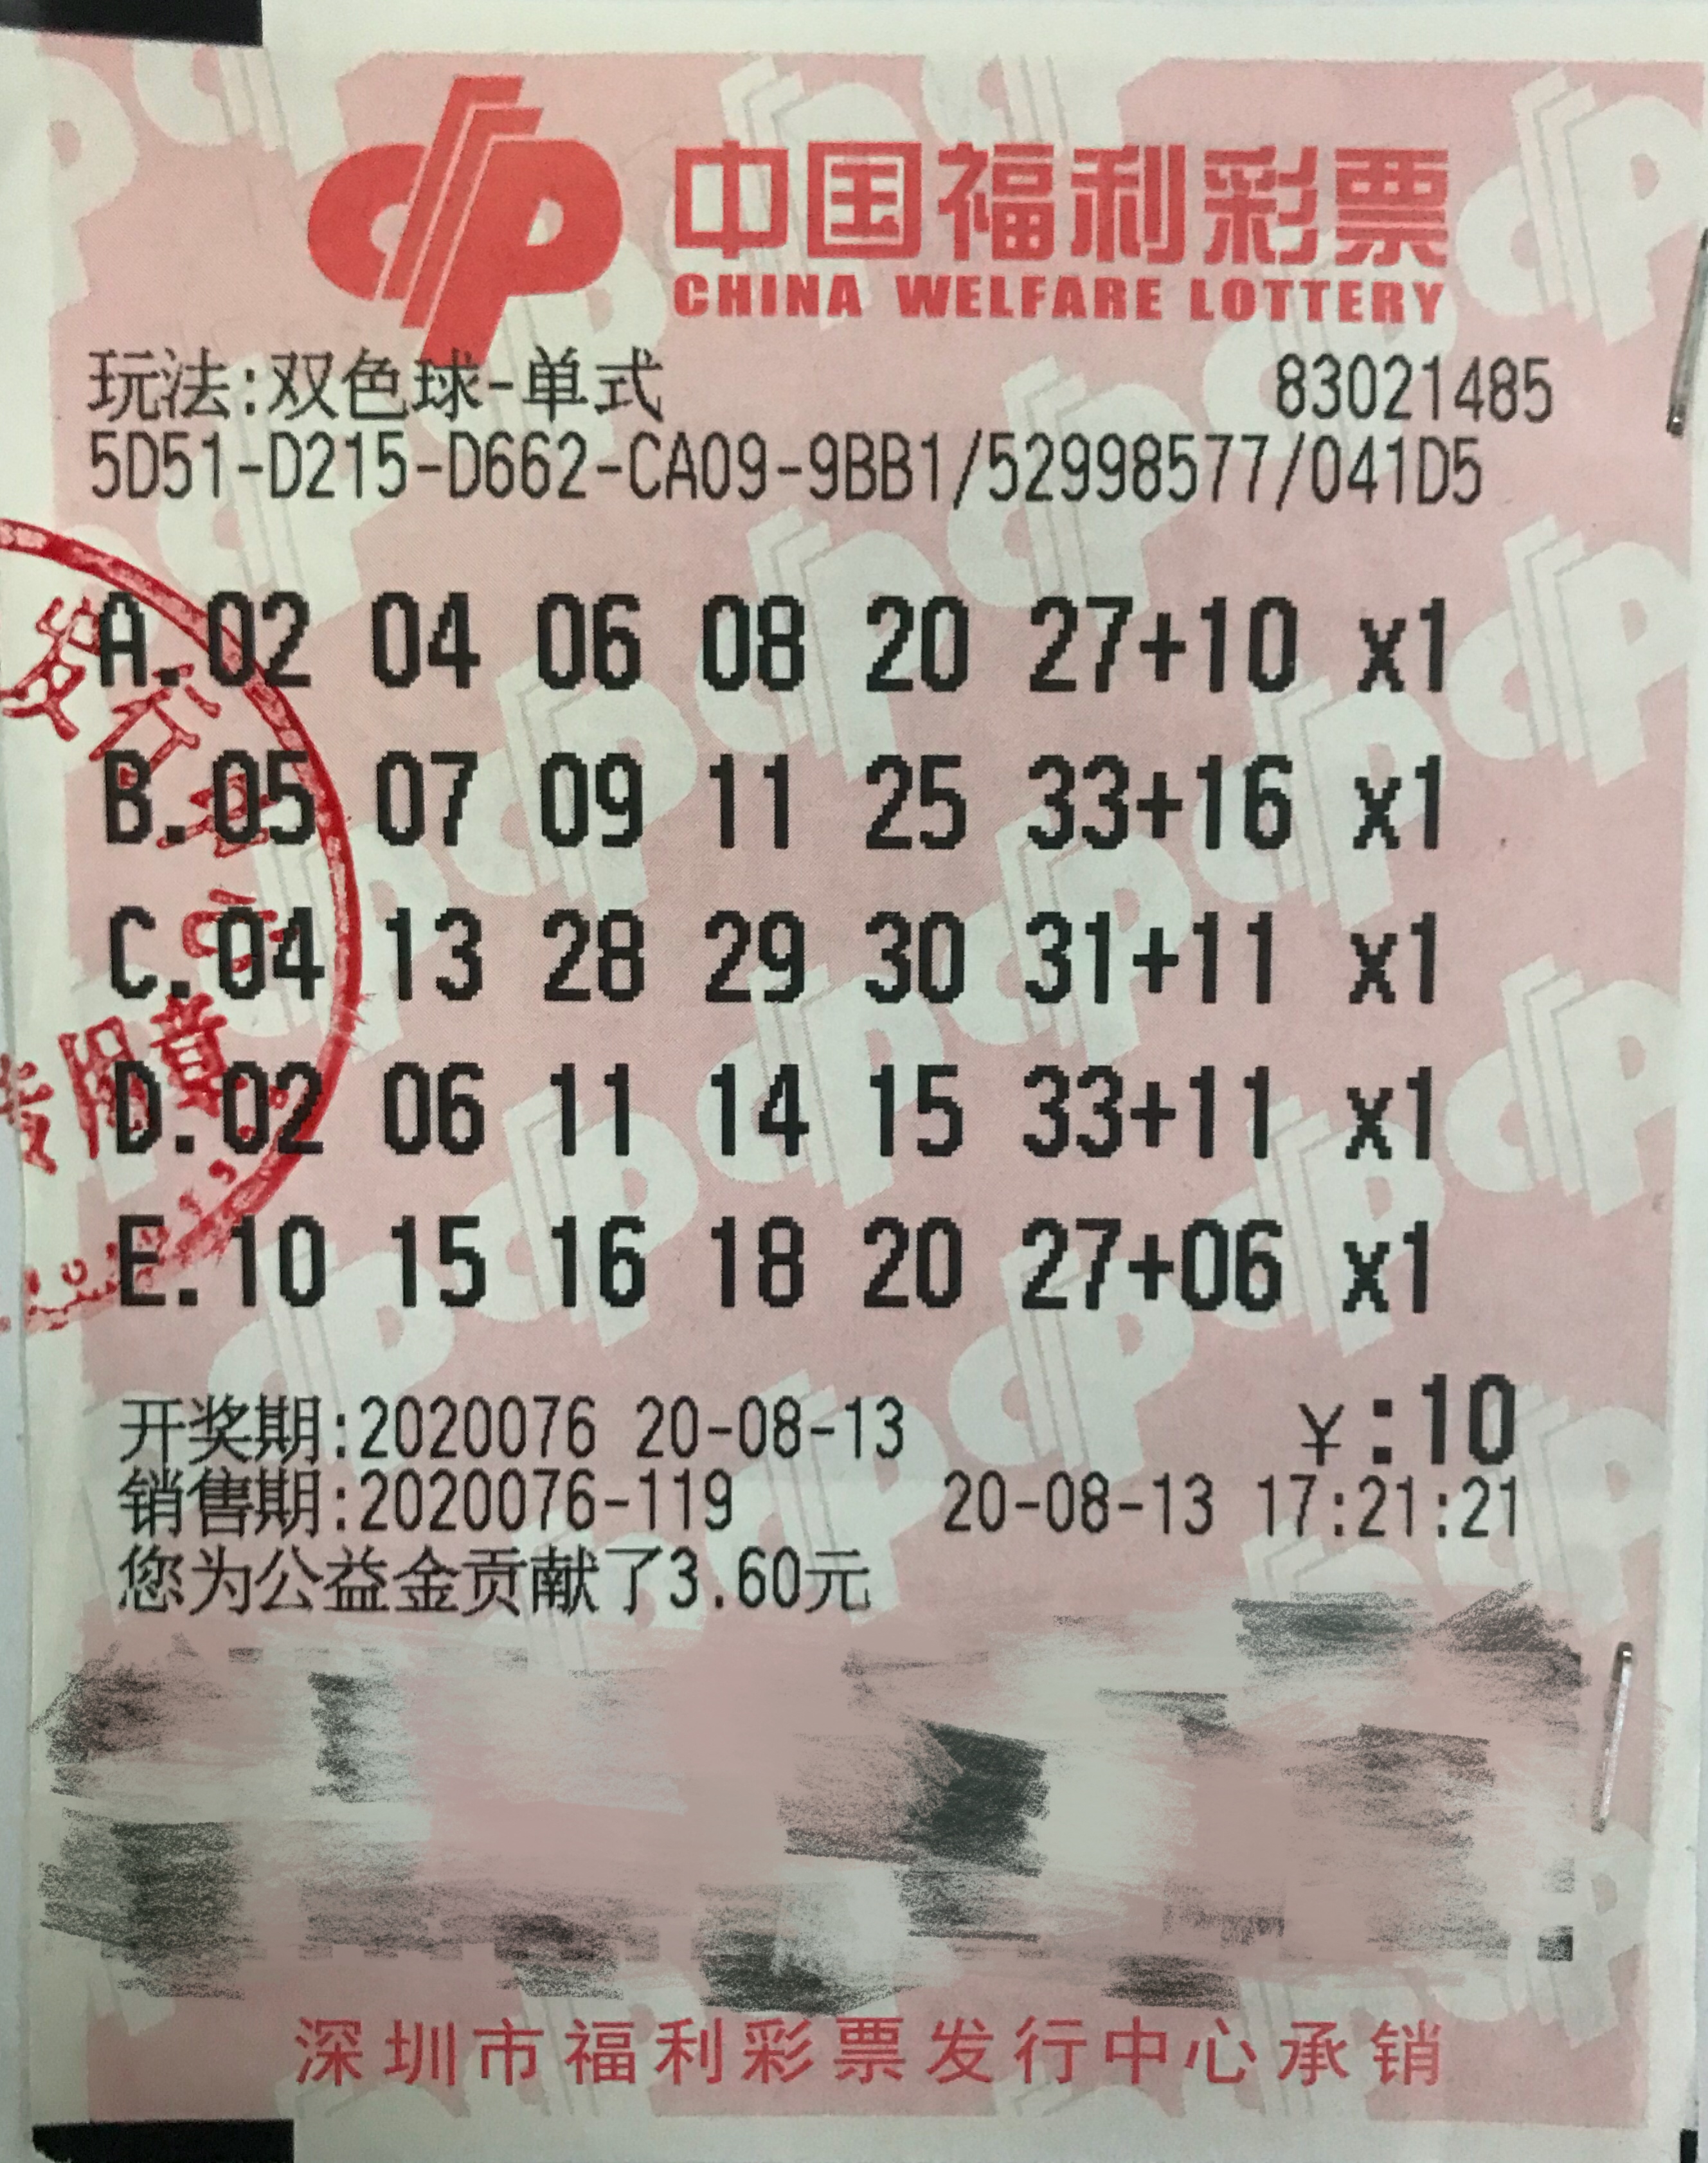 中国福利彩票
CHINA WELFARE LOTTERY
玩法:双色球-单式 83021485
5D51-D215-D662-CA09-9BB1/52998577/041D5
A.02 04 06 08 20 27+10 x1
B.05 07 09 11 25 33+16 x1
C.04 13 28 29 30 31+11 x1
D.02 06 11 14 15 33+11 x1
E.10 15 16 18 20 27+06 x1
开奖期:2020076 20-08-13 ¥:10
销售期:2020076-119 20-08-13 17:21:21
您为公益金贡献了3.60元
深圳市福利彩票发行中心承销